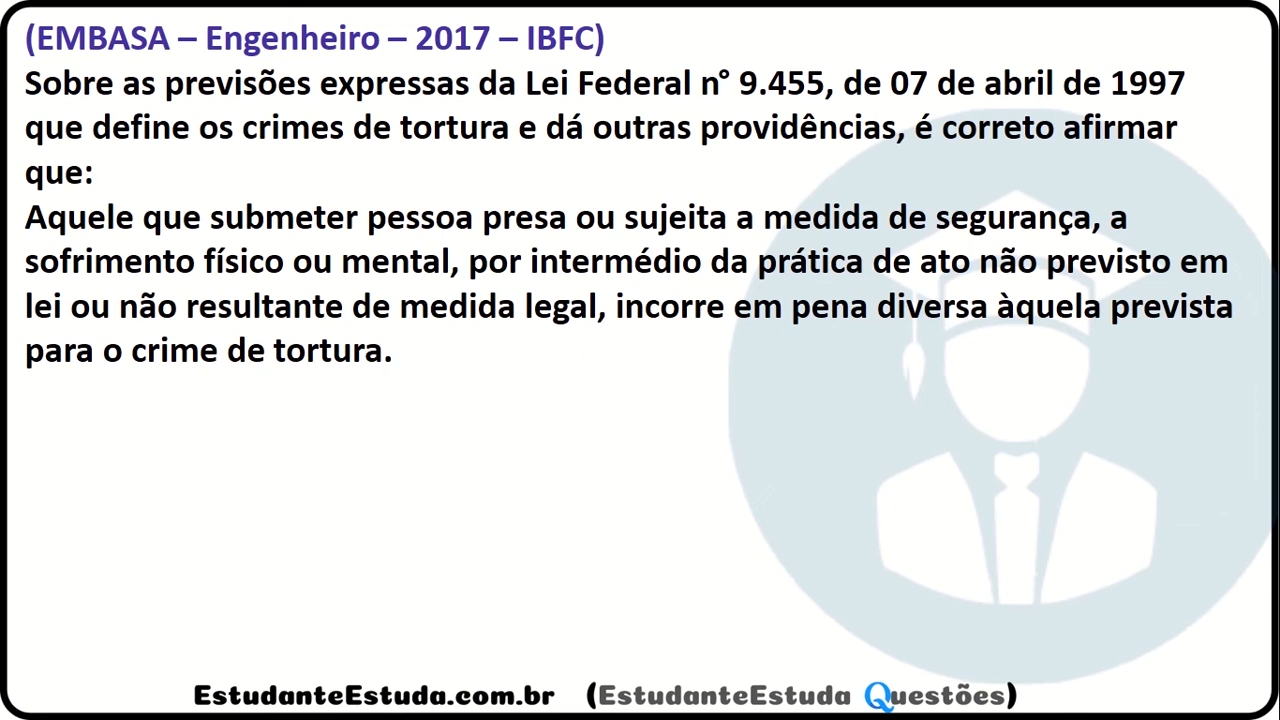 (EMBASA – Engenheiro – 2017 – IBFC)
Sobre as previsões expressas da Lei Federal n° 9.455, de 07 de abril de 1997
que define os crimes de tortura e dá outras providências, é correto afirmar
que:
Aquele que submeter pessoa presa ou sujeita a medida de segurança, a
sofrimento físico ou mental, por intermédio da prática de ato não previsto em
lei ou não resultante de medida legal, incorre em pena diversa àquela prevista
para o crime de tortura.
EstudanteEstuda.com.br (EstudanteEstuda Questões)